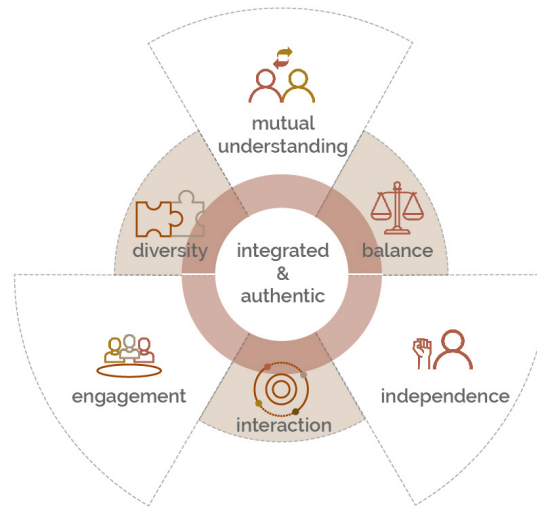 mutual
understanding
diversity
integrated
&
authentic
balance
engagement
independence
interaction